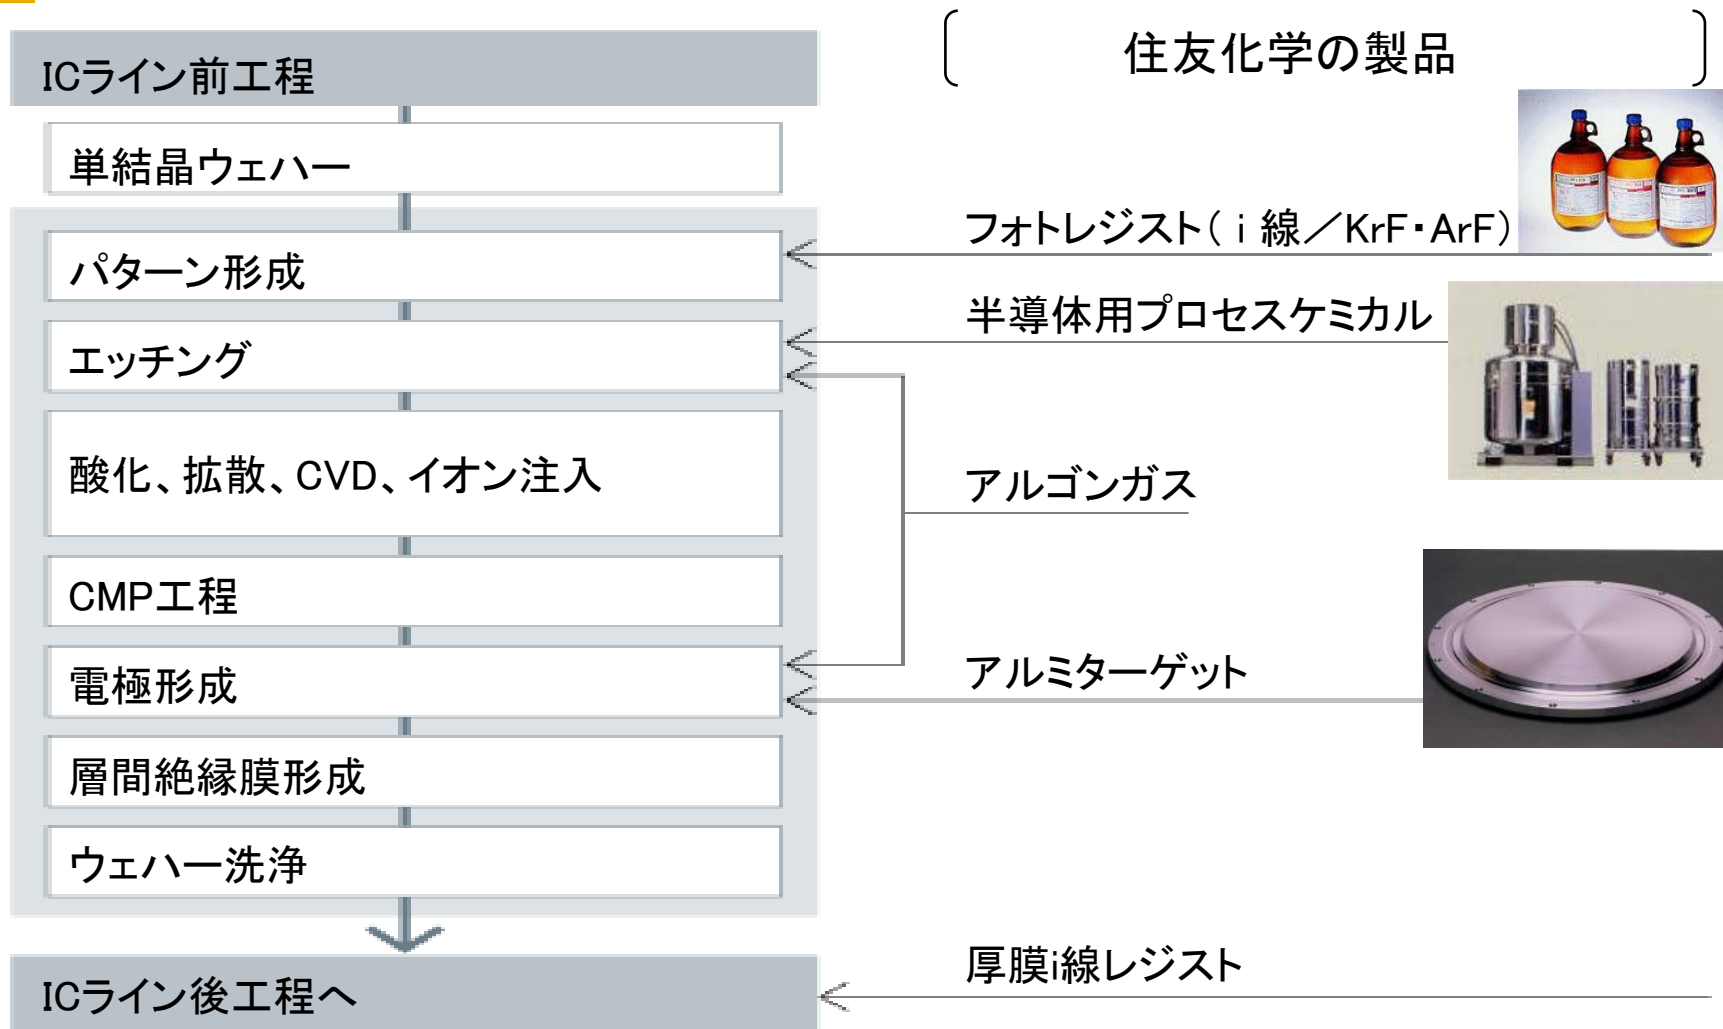 住友化学の製品
ICライン前工程
単結晶ウェハー
フォトレジスト(i線／KrF・ArF)
パターン形成
半導体用プロセスケミカル
エッチング
酸化、拡散、CVD、イオン注入
アルゴンガス
CMP工程
電極形成
アルミターゲット
層間絶縁膜形成
ウェハー洗浄
厚膜i線レジスト
ICライン後工程へ